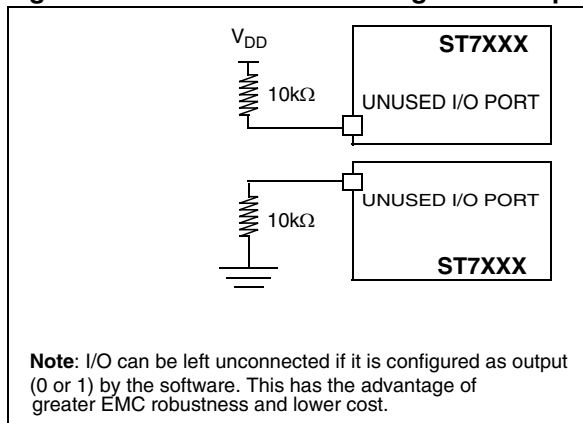 V_DD
ST7XXX
10kΩ
UNUSED I/O PORT
UNUSED I/O PORT
10kΩ
ST7XXX
Note: I/O can be left unconnected if it is configured as output
(0 or 1) by the software. This has the advantage of
greater EMC robustness and lower cost.